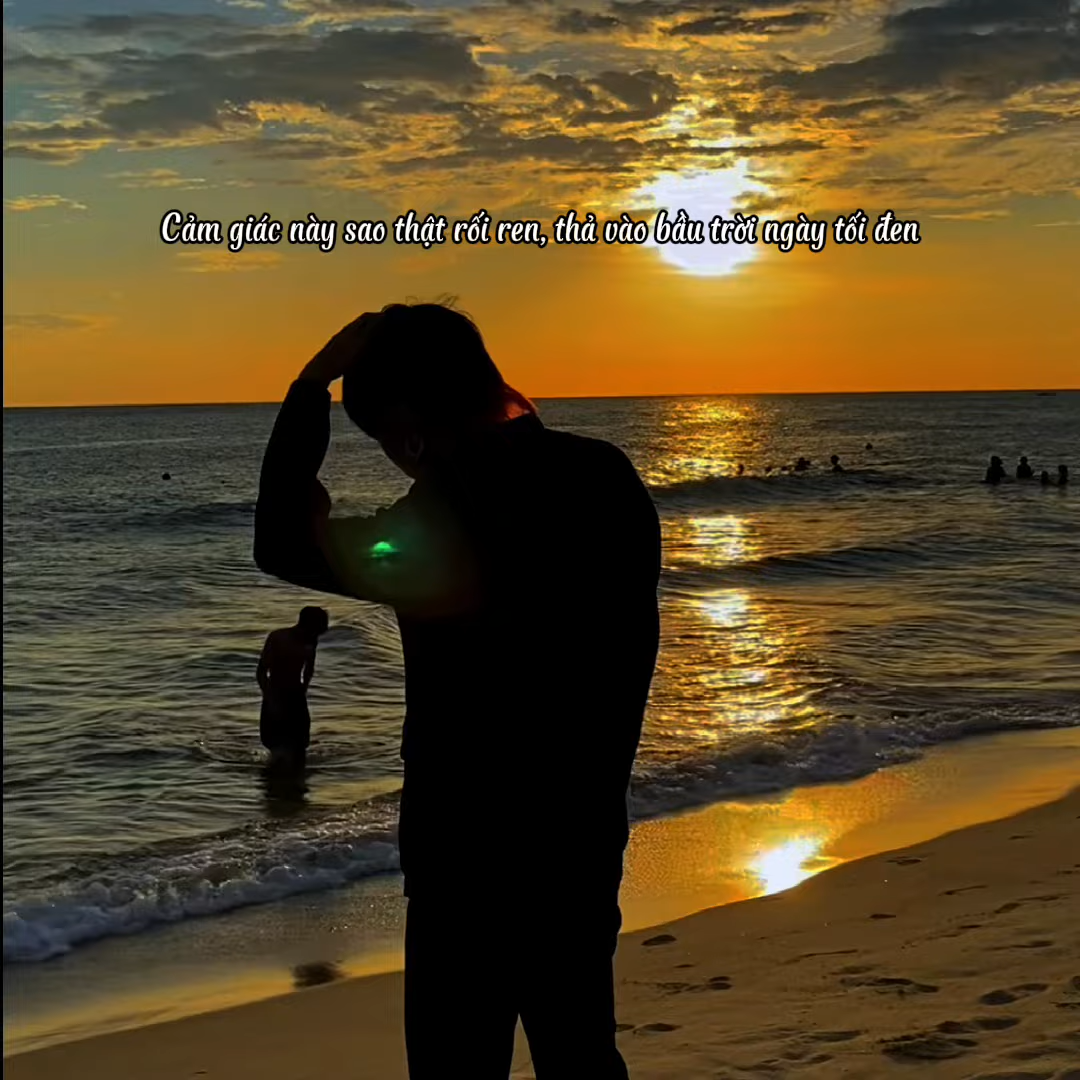 Cảm giác này sao thật rối ren, thả vào bầu trời ngày tối đen